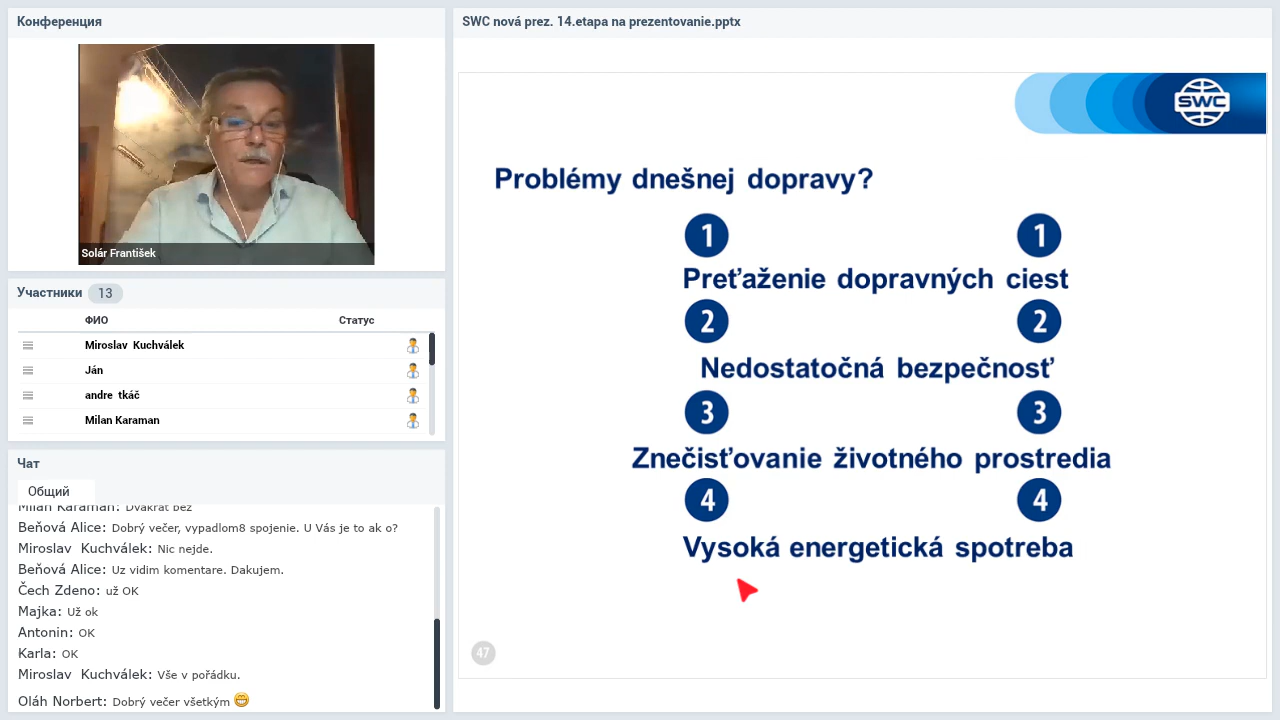 Конференция
Solár František
Участники 13
ФИО Статус
Miroslav Kuchválek
Ján
andre tkáč
Milan Karaman
Чат
Общий
Milan Karaman: Dvakrat bez
Beňová Alice: Dobrý večer, vypadlom8 spojenie. U Vás je to ak o?
Miroslav Kuchválek: Nic nejde.
Beňová Alice: Uz vidim komentare. Dakujem.
Čech Zdeno: už OK
Majka: Už ok
Antonin: OK
Karla: OK
Miroslav Kuchválek: Vše v pořádku.
Oláh Norbert: Dobrý večer všetkým
SWC nová prez. 14.etapa na prezentovanie.pptx
SWC
Problémy dnešnej dopravy?
1 1
Preťaženie dopravných ciest
2 2
Nedostatočná bezpečnosť
3 3
Znečisťovanie životného prostredia
4 4
Vysoká energetická spotreba
47